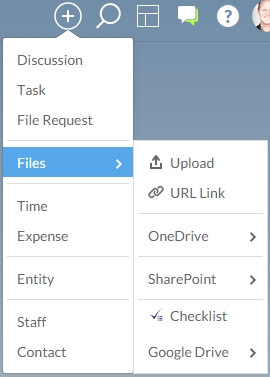 Discussion
Task
File Request
Files
Time
Expense
Entity
Staff
Contact
Upload
URL Link
OneDrive
SharePoint
Checklist
Google Drive